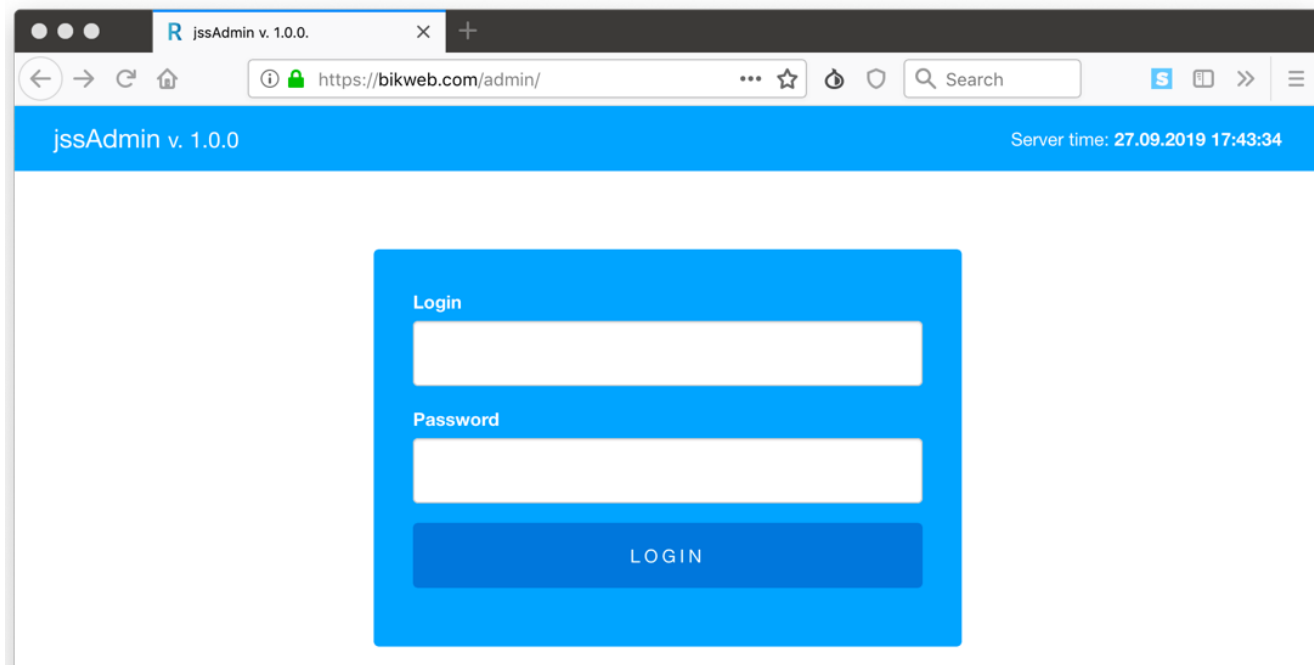 R jssAdmin v. 1.0.0.
https://bikweb.com/admin/
Search
S
jssAdmin v. 1.0.0
Server time: 27.09.2019 17:43:34
Login
Password
LOGIN